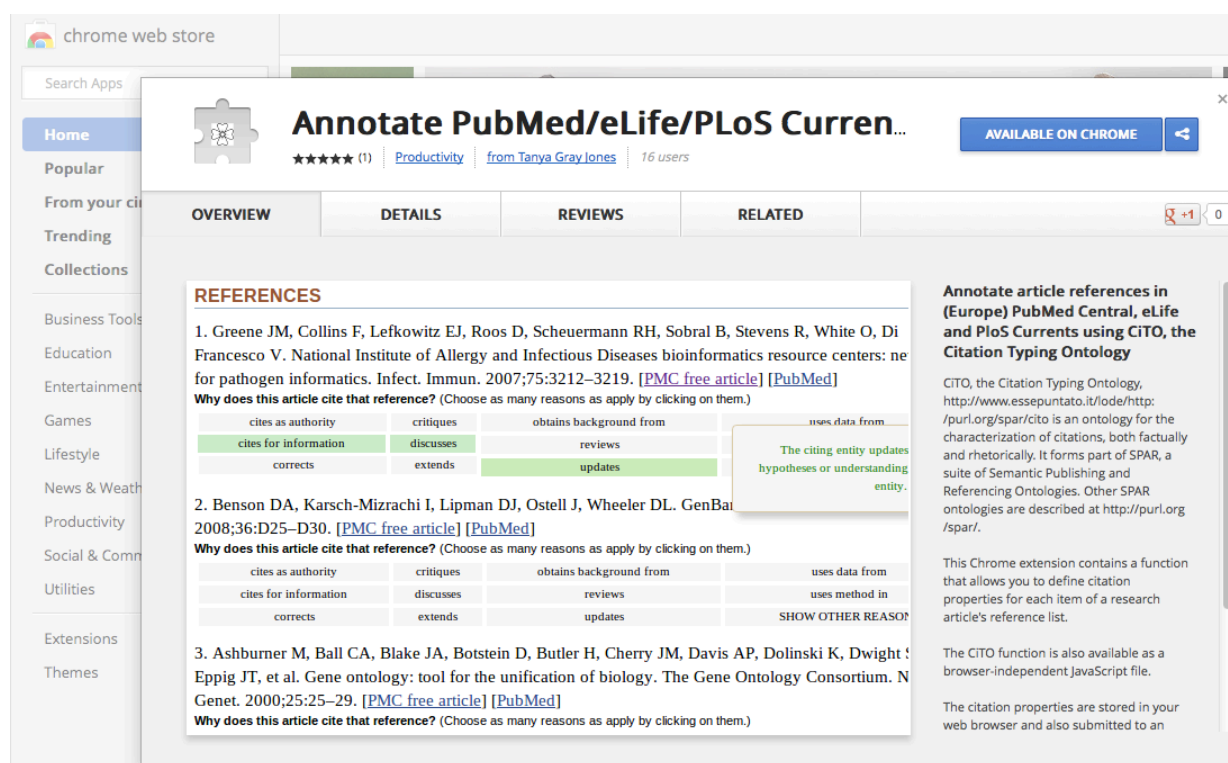 chrome web store
Search Apps
Home
Popular
From your cir
Trending
Collections
Business Tools
Education
Entertainment
Games
Lifestyle
News & Weath
Productivity
Social & Comm
Utilities
Extensions
Themes
Annotate PubMed/eLife/PLoS Curren...
★★★★★ (1) Productivity from Tanya Gray Jones 16 users
AVAILABLE ON CHROME
×
OVERVIEW DETAILS REVIEWS RELATED
g +1 0
REFERENCES
1. Greene JM, Collins F, Lefkowitz EJ, Roos D, Scheuermann RH, Sobral B, Stevens R, White O, Di
Francesco V. National Institute of Allergy and Infectious Diseases bioinformatics resource centers: ne
for pathogen informatics. Infect. Immun. 2007;75:3212–3219. [PMC free article] [PubMed]
Why does this article cite that reference? (Choose as many reasons as apply by clicking on them.)
cites as authority critiques obtains background from uses data from
cites for information discusses reviews
corrects extends updates
The citing entity updates
hypotheses or understanding
entity.
2. Benson DA, Karsch-Mizrachi I, Lipman DJ, Ostell J, Wheeler DL. GenBa
2008;36:D25–D30. [PMC free article] [PubMed]
Why does this article cite that reference? (Choose as many reasons as apply by clicking on them.)
cites as authority critiques obtains background from uses data from
cites for information discusses reviews uses method in
corrects extends updates SHOW OTHER REASON
3. Ashburner M, Ball CA, Blake JA, Botstein D, Butler H, Cherry JM, Davis AP, Dolinski K, Dwight S
Eppig JT, et al. Gene ontology: tool for the unification of biology. The Gene Ontology Consortium. N
Genet. 2000;25:25–29. [PMC free article] [PubMed]
Why does this article cite that reference? (Choose as many reasons as apply by clicking on them.)
Annotate article references in
(Europe) PubMed Central, eLife
and PloS Currents using CiTO, the
Citation Typing Ontology
CiTO, the Citation Typing Ontology,
http://www.essepuntato.it/lode/http:
/purl.org/spar/cito is an ontology for the
characterization of citations, both factually
and rhetorically. It forms part of SPAR, a
suite of Semantic Publishing and
Referencing Ontologies. Other SPAR
ontologies are described at http://purl.org
/spar/.
This Chrome extension contains a function
that allows you to define citation
properties for each item of a research
article's reference list.
The CiTO function is also available as a
browser-independent JavaScript file.
The citation properties are stored in your
web browser and also submitted to an